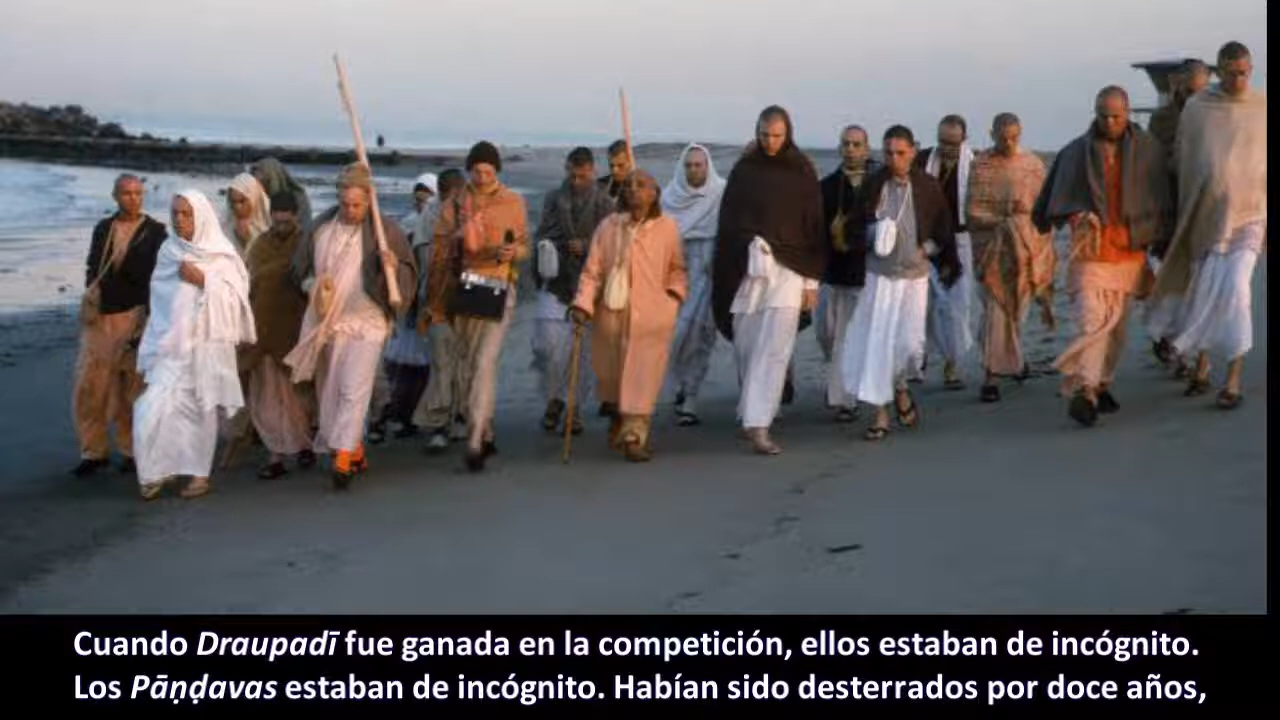 Cuando Draupadī fue ganada en la competición, ellos estaban de incógnito.
Los Pāṇḍavas estaban de incógnito. Habían sido desterrados por doce años,